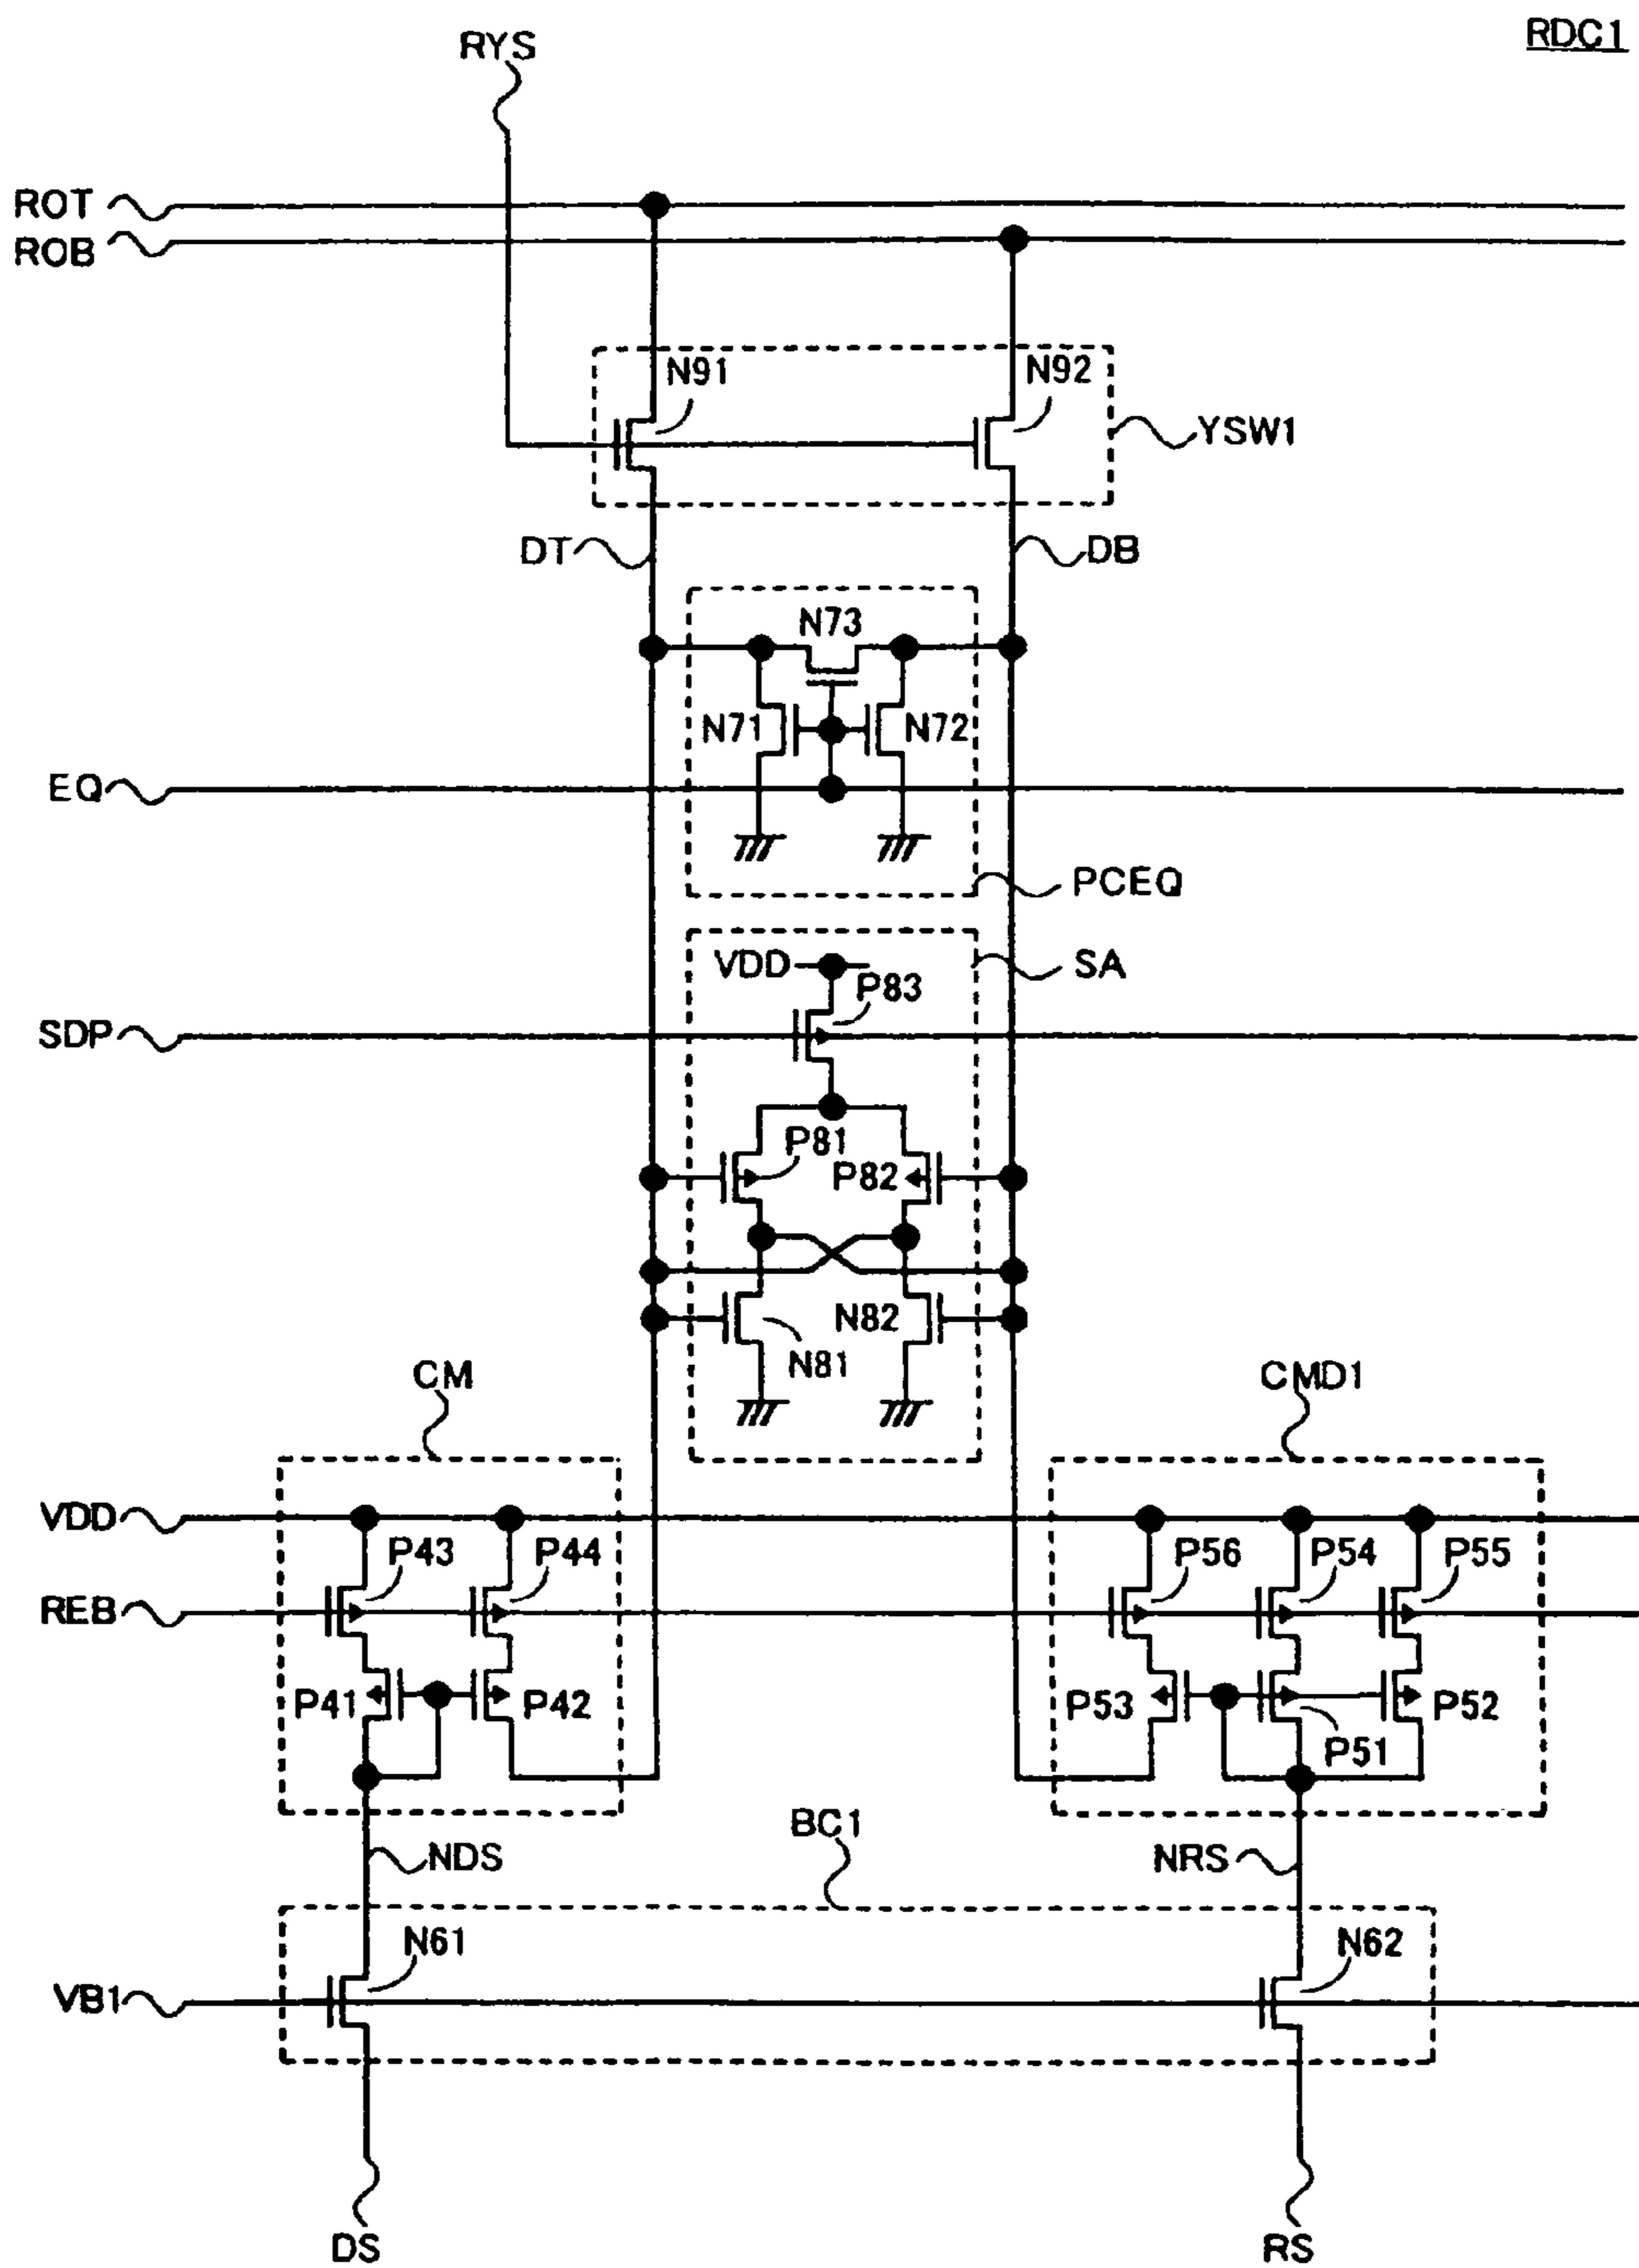 RDC1
RYS
ROT
ROB
N91
N92
YSW1
DT
DB
N73
N71
N72
EQ
PCEQ
VDD
SA
P83
SDP
P81
P82
N82
N81
CM
CMD1
VDD
P43
P44
P56
P54
P55
REB
P41
P42
P53
P52
P51
BC1
NDS
NRS
N61
N62
VB1
DS
RS